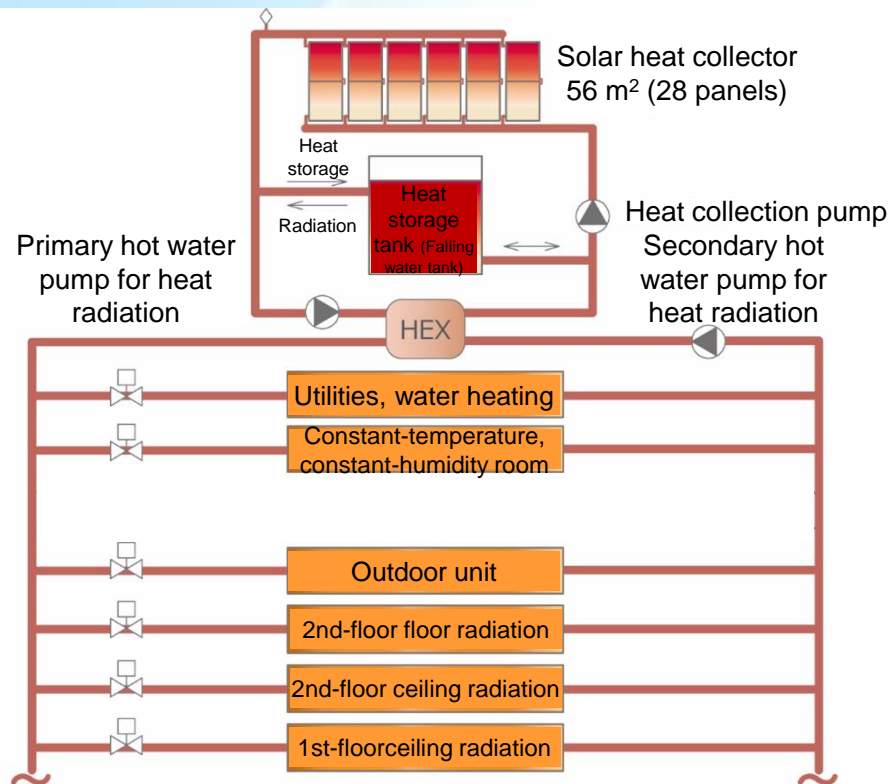 Solar heat collector
56 m² (28 panels)
Heat
storage
Radiation
Heat
storage
tank (Falling
water tank)
Heat collection pump
Primary hot water
pump for heat
radiation
Secondary hot
water pump for
heat radiation
HEX
Utilities, water heating
Constant-temperature,
constant-humidity room
Outdoor unit
2nd-floor floor radiation
2nd-floor ceiling radiation
1st-floorceiling radiation